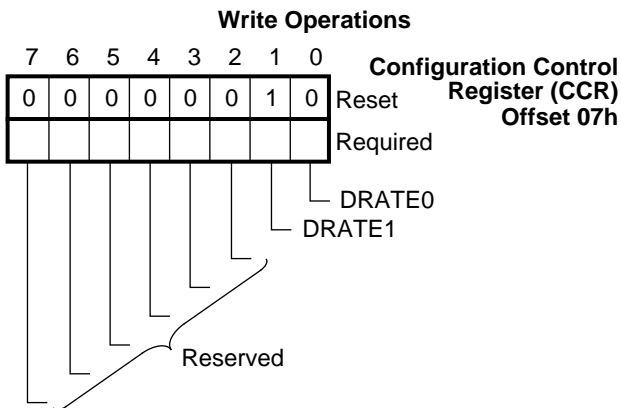 Write Operations
7 6 5 4 3 2 1 0
Configuration Control
Register (CCR)
Offset 07h
0 0 0 0 0 0 1 0 Reset
Required
DRATE0
DRATE1
Reserved